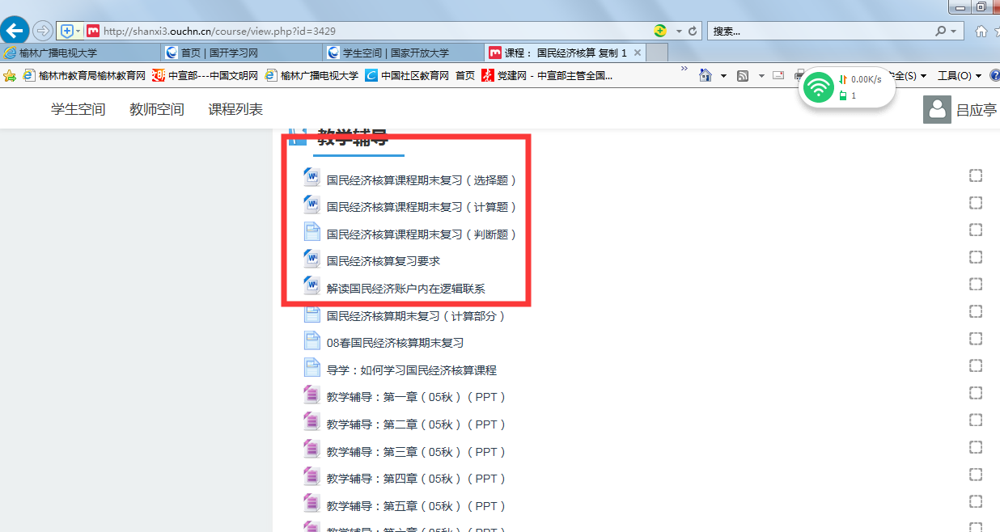 http://shanxi3.ouchn.cn/course/view.php?id=3429
搜索...
榆林广播电视大学
首页 | 国开学习网
学生空间 | 国家开放大学
课程： 国民经济核算 复制 1
榆林市教育局榆林教育网
中宣部---中国文明网
榆林广播电视大学
中国社区教育网
首页
党建网 - 中宣部主管全国...
全(S)
工具(O)
0.00K/s
1
学生空间
教师空间
课程列表
吕应亭
教学辅导
国民经济核算课程期末复习（选择题）
国民经济核算课程期末复习（计算题）
国民经济核算课程期末复习（判断题）
国民经济核算复习要求
解读国民经济账户内在逻辑联系
国民经济核算期末复习（计算部分）
08春国民经济核算期末复习
导学：如何学习国民经济核算课程
教学辅导：第一章（05秋）（PPT）
教学辅导：第二章（05秋）（PPT）
教学辅导：第三章（05秋）（PPT）
教学辅导：第四章（05秋）（PPT）
教学辅导：第五章（05秋）（PPT）
教学辅导：第六章（05秋）（PPT）